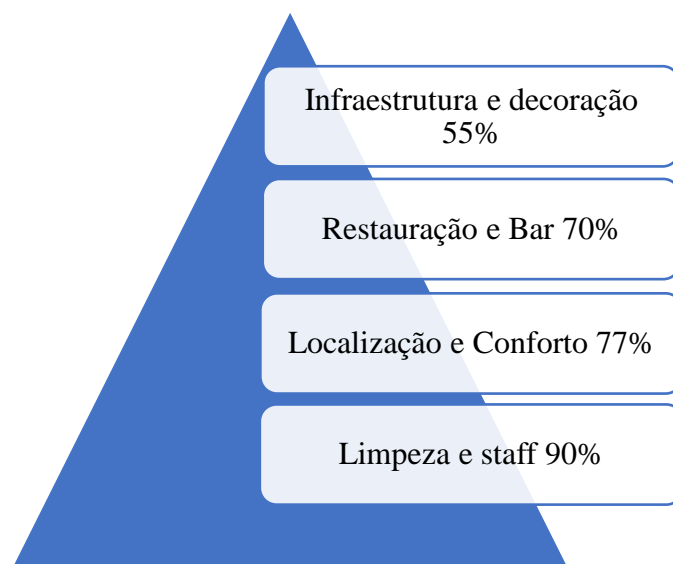 Infraestrutura e decoração
55%
Restauração e Bar 70%
Localização e Conforto 77%
Limpeza e staff 90%